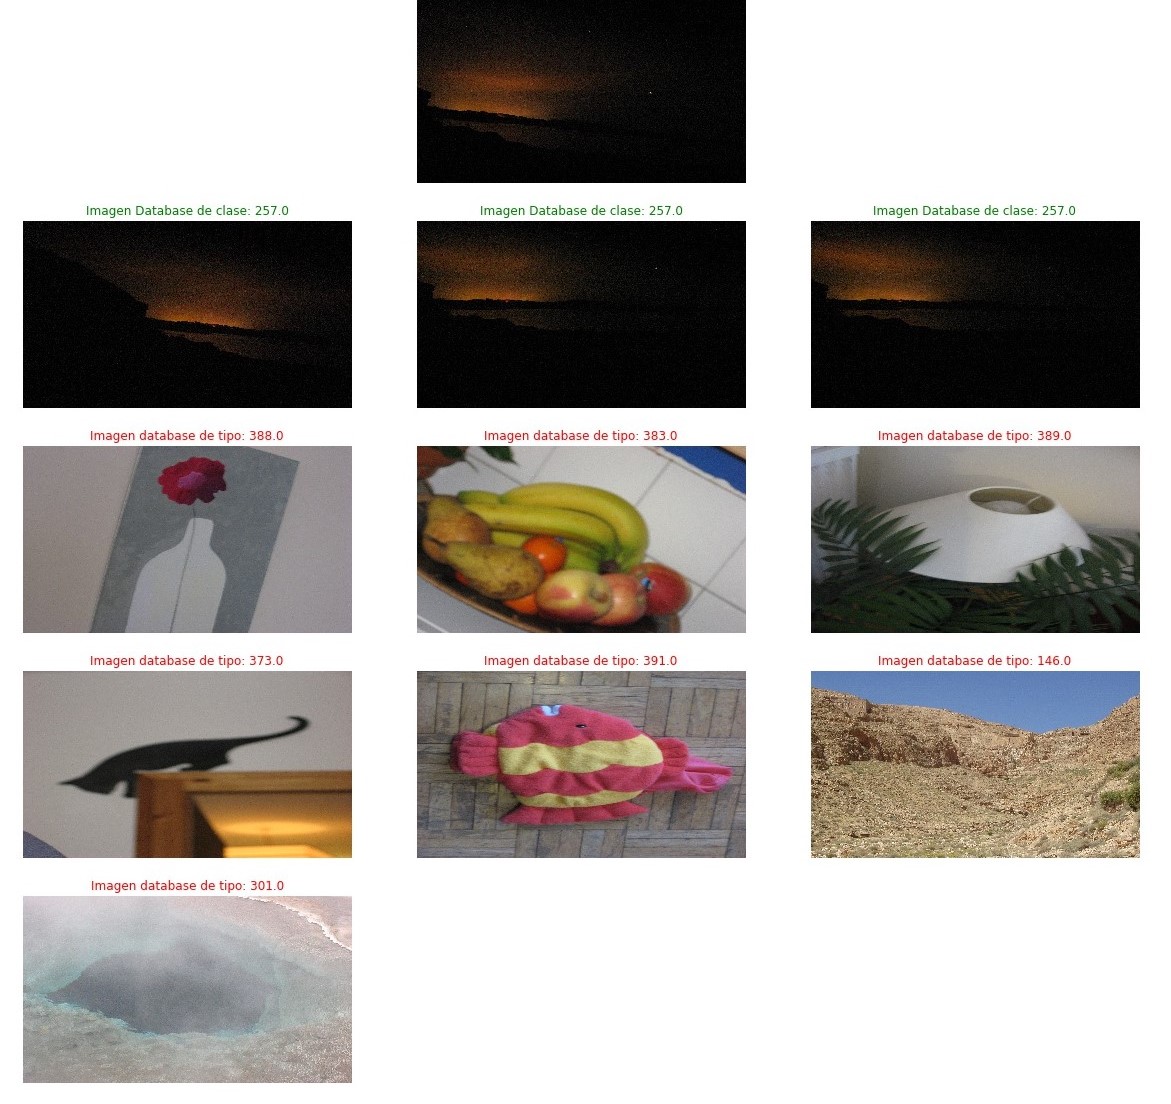 Imagen Database de clase: 257.0
Imagen Database de clase: 257.0
Imagen Database de clase: 257.0
Imagen database de tipo: 388.0
Imagen database de tipo: 383.0
Imagen database de tipo: 389.0
Imagen database de tipo: 373.0
Imagen database de tipo: 391.0
Imagen database de tipo: 146.0
Imagen database de tipo: 301.0